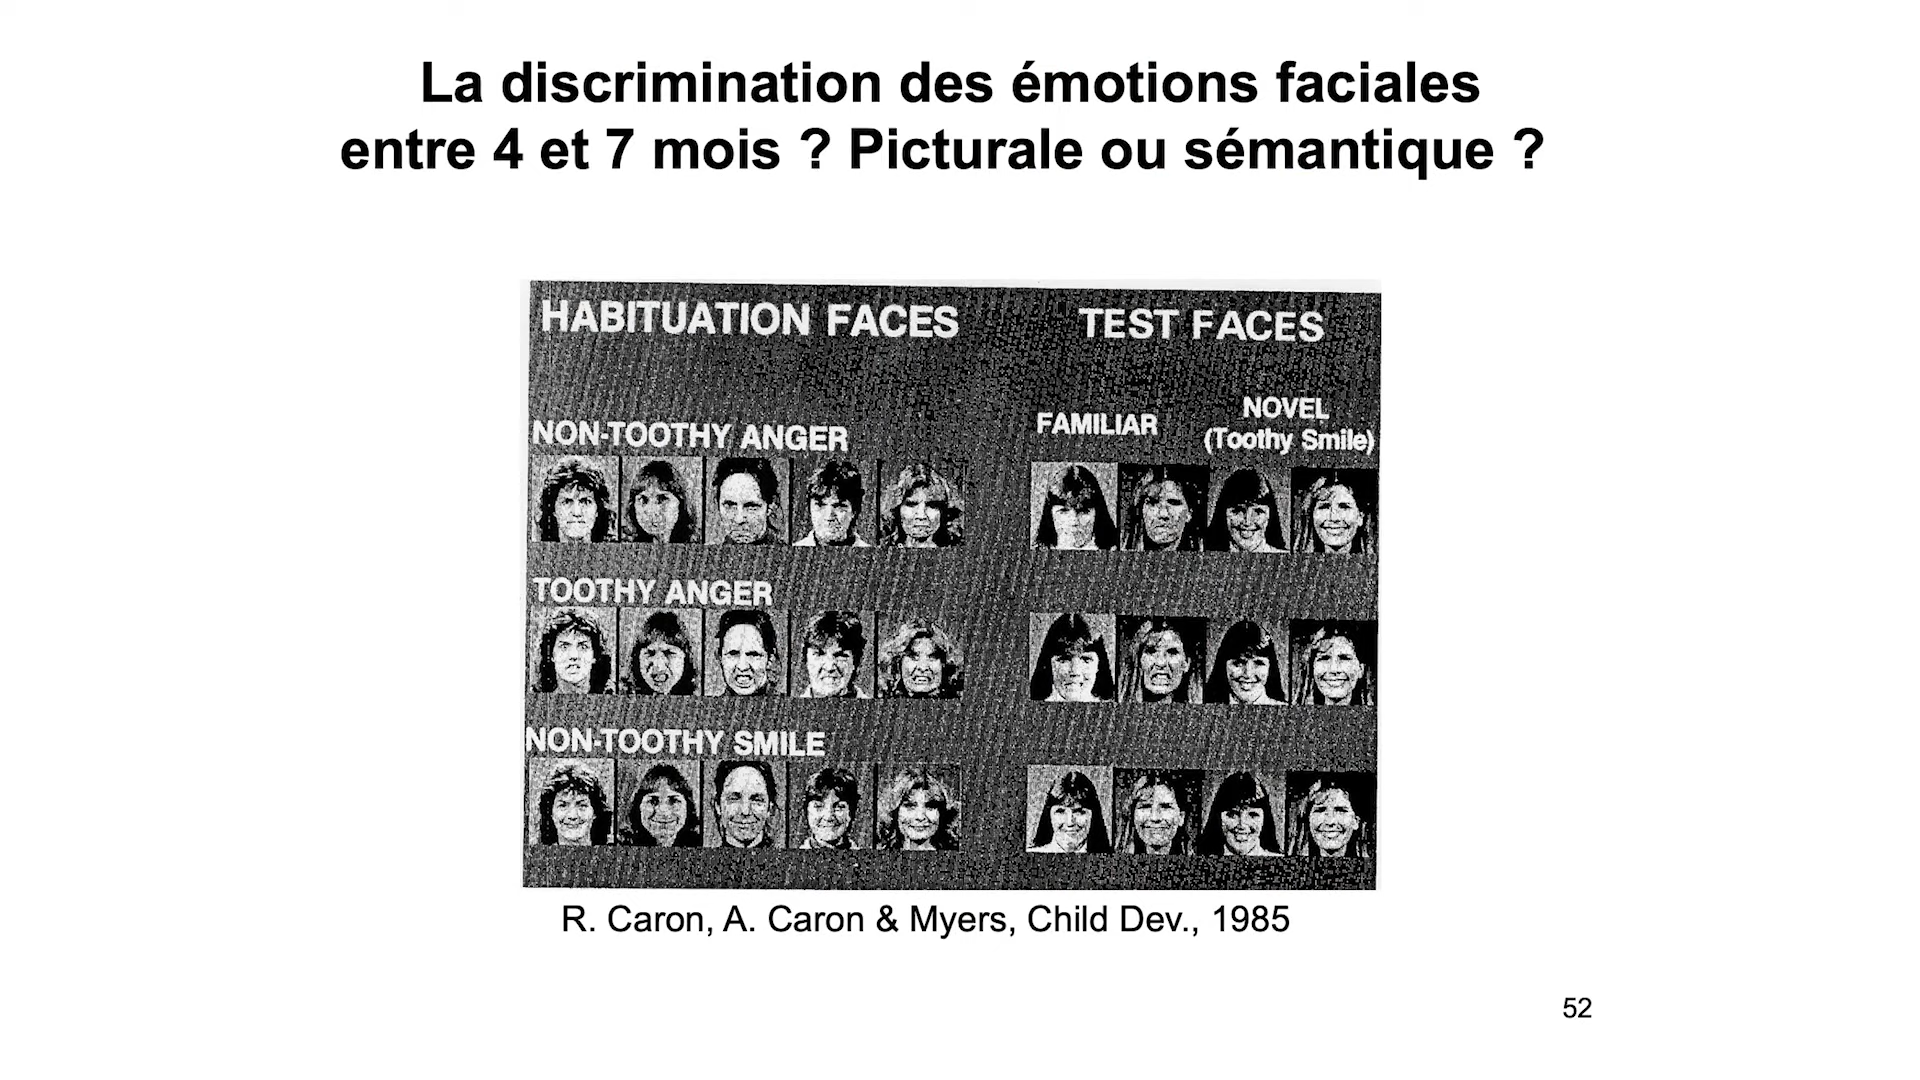 La discrimination des émotions faciales
entre 4 et 7 mois ? Picturale ou sémantique ?
HABITUATION FACES
TEST FACES
NON-TOOTHY ANGER
FAMILIAR
NOVEL
(Toothy Smile)
TOOTHY ANGER
NON-TOOTHY SMILE
R. Caron, A. Caron & Myers, Child Dev., 1985
52